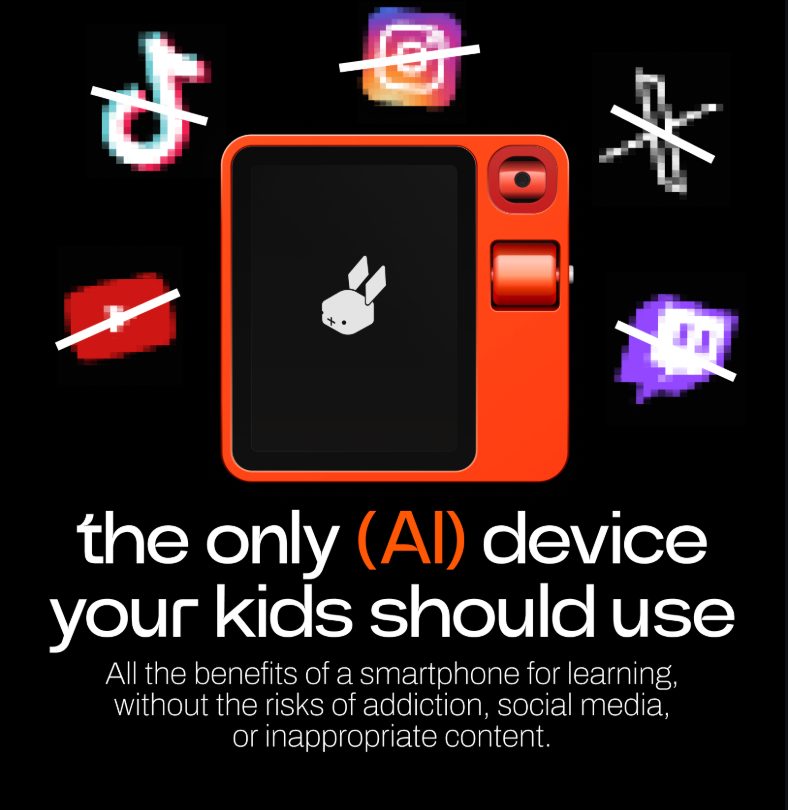 the only (AI) device
your kids should use
All the benefits of a smartphone for learning,
without the risks of addiction, social media,
or inappropriate content.